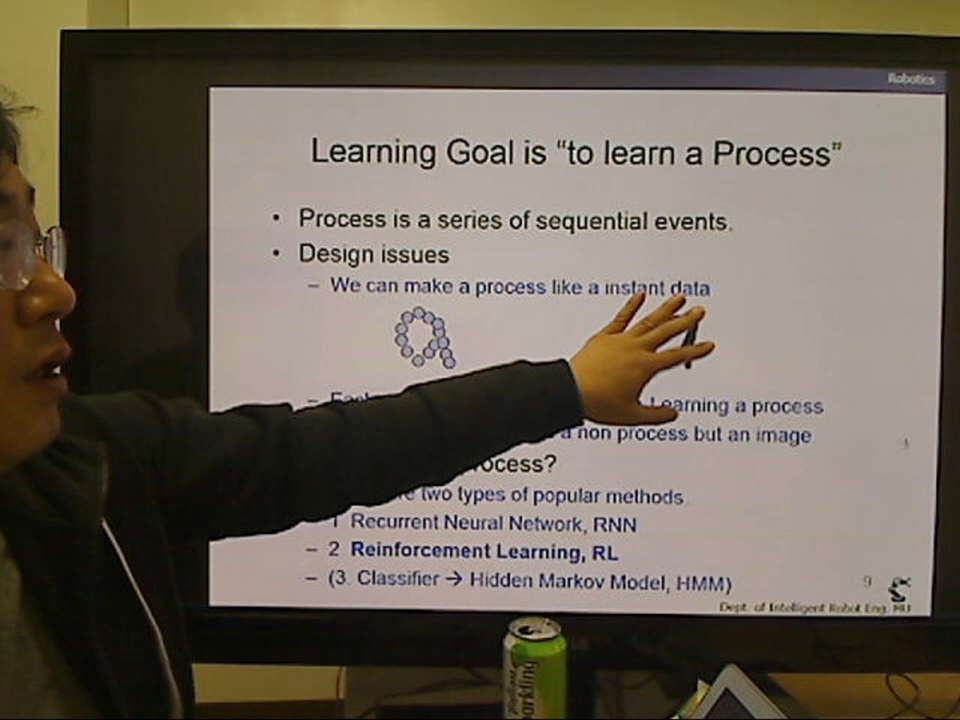 Robotics
Learning Goal is “to learn a Process”
• Process is a series of sequential events.
• Design issues
– We can make a process like a instant data
– Learning a process
a non process but an image
process?
two types of popular methods
1 Recurrent Neural Network, RNN
– 2 Reinforcement Learning, RL
– (3. Classifier → Hidden Markov Model, HMM)
9
Dept. of Intelligent Robot Eng. MU